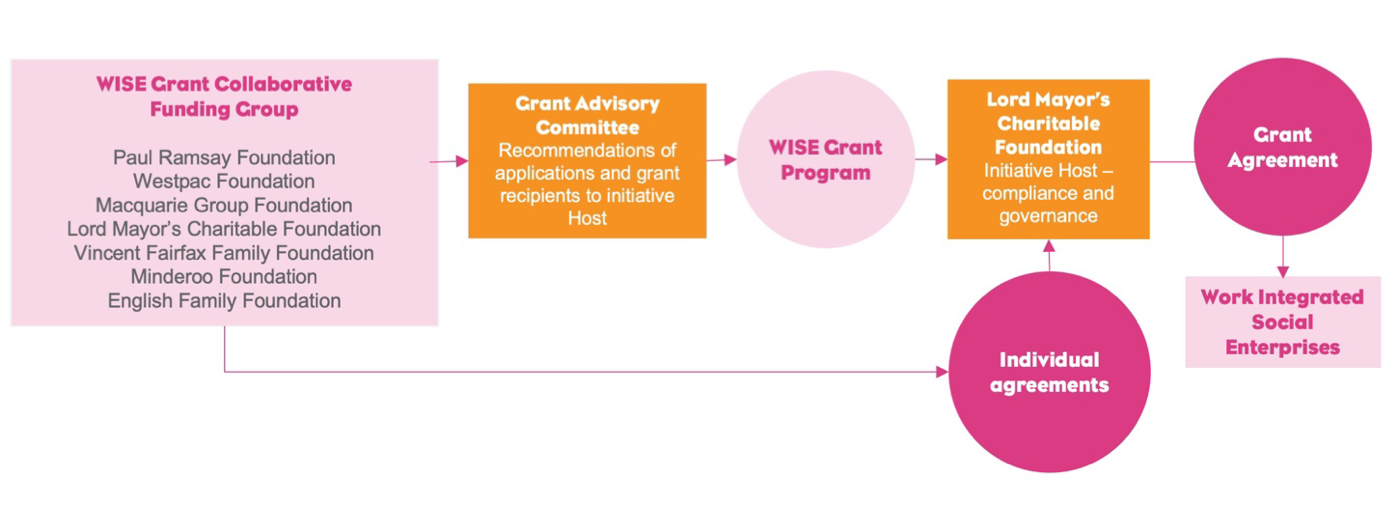 WISE Grant Collaborative
Funding Group
Paul Ramsay Foundation
Westpac Foundation
Macquarie Group Foundation
Lord Mayor's Charitable Foundation
Vincent Fairfax Family Foundation
Minderoo Foundation
English Family Foundation
Grant Advisory
Committee
Recommendations of
applications and grant
recipients to initiative
Host
WISE Grant
Program
Lord Mayor's
Charitable
Foundation
Initiative Host –
compliance and
governance
Grant
Agreement
Individual
agreements
Work Integrated
Social
Enterprises